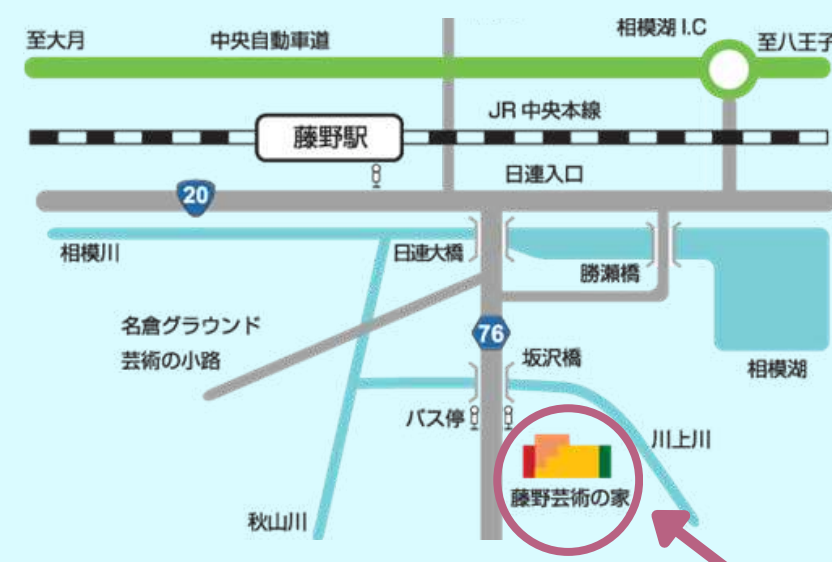 相模湖 I.C
至大月
中央自動車道
至八王子
JR 中央本線
藤野駅
日連入口
20
相模川
日連大橋
勝瀬橋
名倉グラウンド
芸術の小路
76
坂沢橋
相模湖
バス停
川上川
藤野芸術の家
秋山川